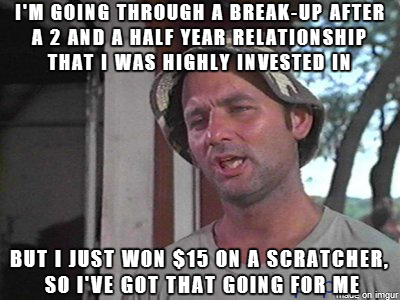 I'M GOING THROUGH A BREAK-UP AFTER
A 2 AND A HALF YEAR RELATIONSHIP
THAT I WAS HIGHLY INVESTED IN
BUT I JUST WON $15 ON A SCRATCHER,
SO I'VE GOT THAT GOING FOR ME
made on imgur